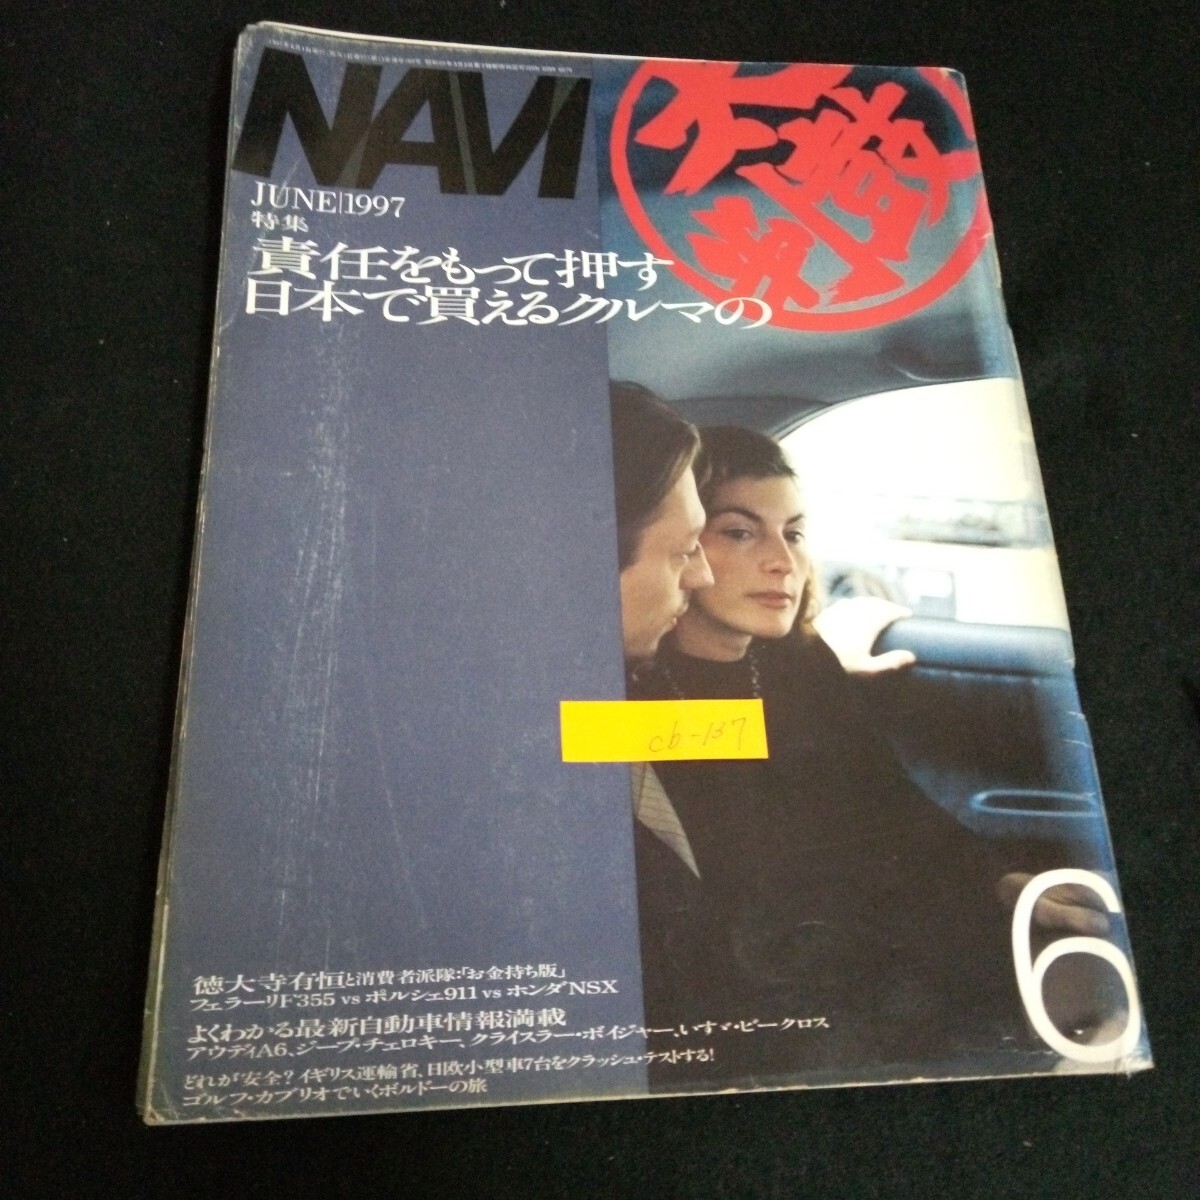 NAVI
JUNE/1997
特集
責任をもって押す
日本で買えるクルマの
太鼓判
cb-137
6
徳大寺有恒と消費者派隊:「お金持ち版」
フェラーリF355 vs ポルシェ911 vs ホンダNSX
よくわかる最新自動車情報満載
アウディA6、ジープ・チェロキー、クライスラー・ボイジャー、いすゞ・ビークロス
どれが安全? イギリス運輸省、日欧小型車7台をクラッシュ・テストする!
ゴルフ・カブリオでいくボルドーの旅